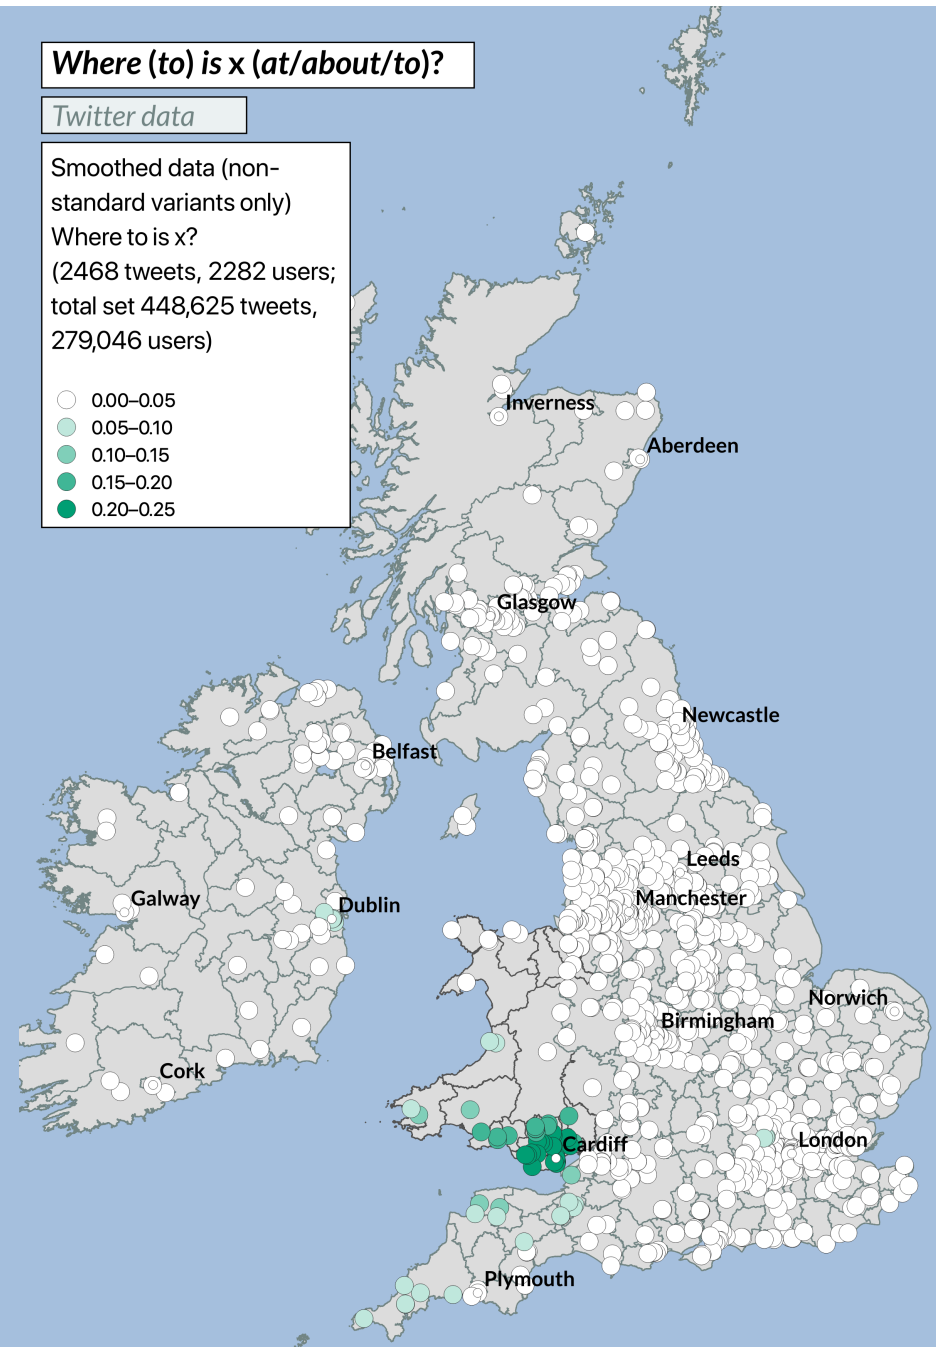 Where (to) is x (at/about/to)?
Twitter data
Smoothed data (non-
standard variants only)
Where to is x?
(2468 tweets, 2282 users;
total set 448,625 tweets,
279,046 users)
0.00–0.05
0.05–0.10
0.10–0.15
0.15–0.20
0.20–0.25
Inverness
Aberdeen
Glasgow
Newcastle
Belfast
Leeds
Manchester
Galway
Dublin
Norwich
Birmingham
Cork
Cardiff
London
Plymouth